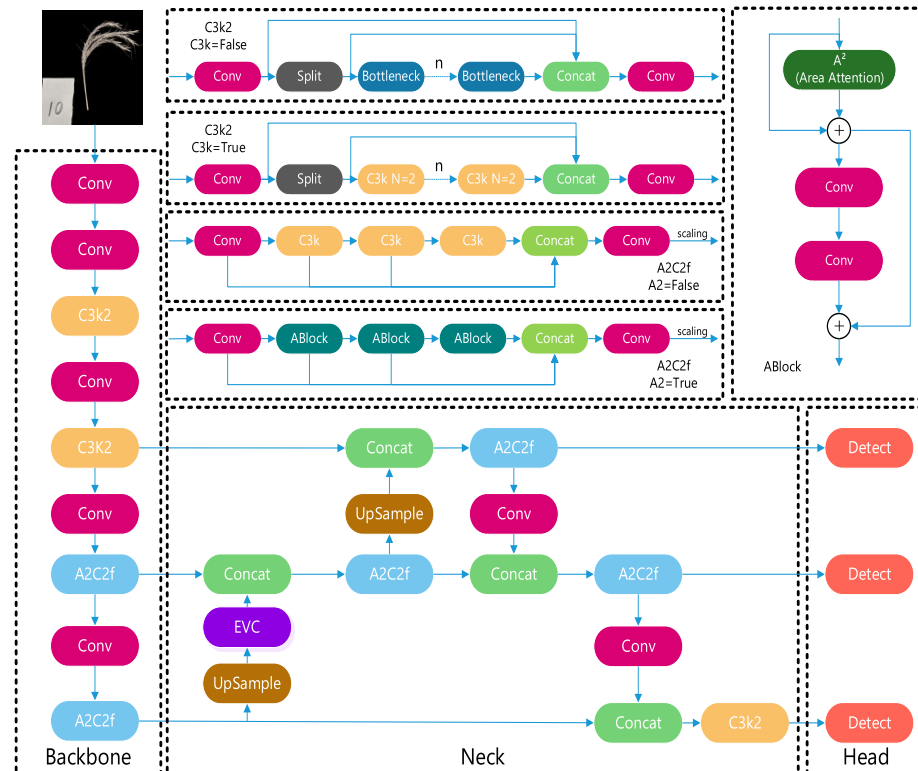 C3k2
C3k=False
Conv
Split
Bottleneck
n
Bottleneck
Concat
Conv
C3k2
C3k=True
Conv
Split
C3k N=2
n
C3k N=2
Concat
Conv
Conv
C3k
C3k
C3k
Concat
Conv
scaling
A2C2f
A2=False
Conv
ABlock
ABlock
ABlock
Concat
Conv
scaling
A2C2f
A2=True
A²
(Area Attention)
+
Conv
Conv
+
ABlock
10
Conv
Conv
C3k2
Conv
C3K2
Conv
A2C2f
Conv
A2C2f
Backbone
Concat
A2C2f
UpSample
Conv
Concat
A2C2f
Concat
A2C2f
EVC
Conv
UpSample
Concat
C3k2
Neck
Detect
Detect
Detect
Head